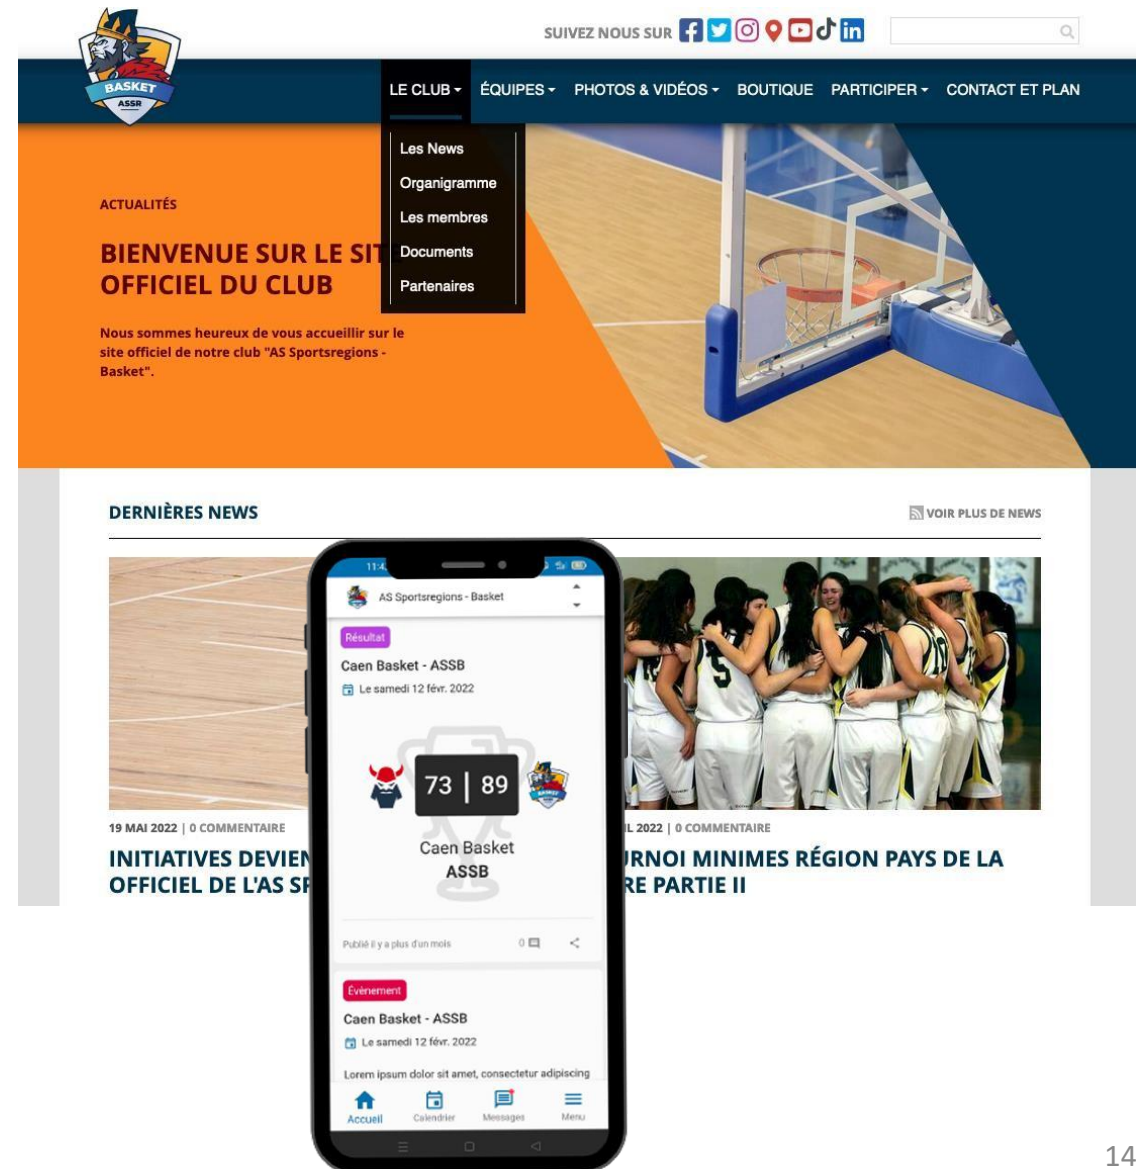 SUIVEZ NOUS SUR
BASKET
ASSR
LE CLUB ÉQUIPES PHOTOS & VIDÉOS BOUTIQUE PARTICIPER CONTACT ET PLAN
Les News
Organigramme
Les membres
Documents
Partenaires
ACTUALITÉS
BIENVENUE SUR LE SIT
OFFICIEL DU CLUB
Nous sommes heureux de vous accueillir sur le
site officiel de notre club "AS Sportsregions -
Basket".
DERNIÈRES NEWS
VOIR PLUS DE NEWS
19 MAI 2022 | 0 COMMENTAIRE
INITIATIVES DEVIEN
OFFICIEL DE L'AS SP
5
11:4
AS Sportsregions - Basket
Résultat
Caen Basket - ASSB
Le samedi 12 févr. 2022
73 | 89
BASKET
Caen Basket
ASSB
Publié il y a plus d'un mois 0
Évènement
Caen Basket - ASSB
Le samedi 12 févr. 2022
Lorem ipsum dolor sit amet, consectetur adipiscing
Accueil Calendrier Messages Menu
L 2022 | 0 COMMENTAIRE
RNOI MINIMES RÉGION PAYS DE LA
RE PARTIE II
14